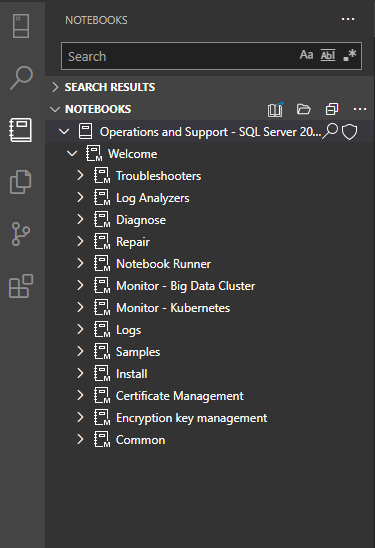 NOTEBOOKS
Search
Aa Abl .*
SEARCH RESULTS
NOTEBOOKS
Operations and Support - SQL Server 20...
M Welcome
M Troubleshooters
M Log Analyzers
M Diagnose
M Repair
M Notebook Runner
M Monitor - Big Data Cluster
M Monitor - Kubernetes
M Logs
M Samples
M Install
M Certificate Management
M Encryption key management
M Common